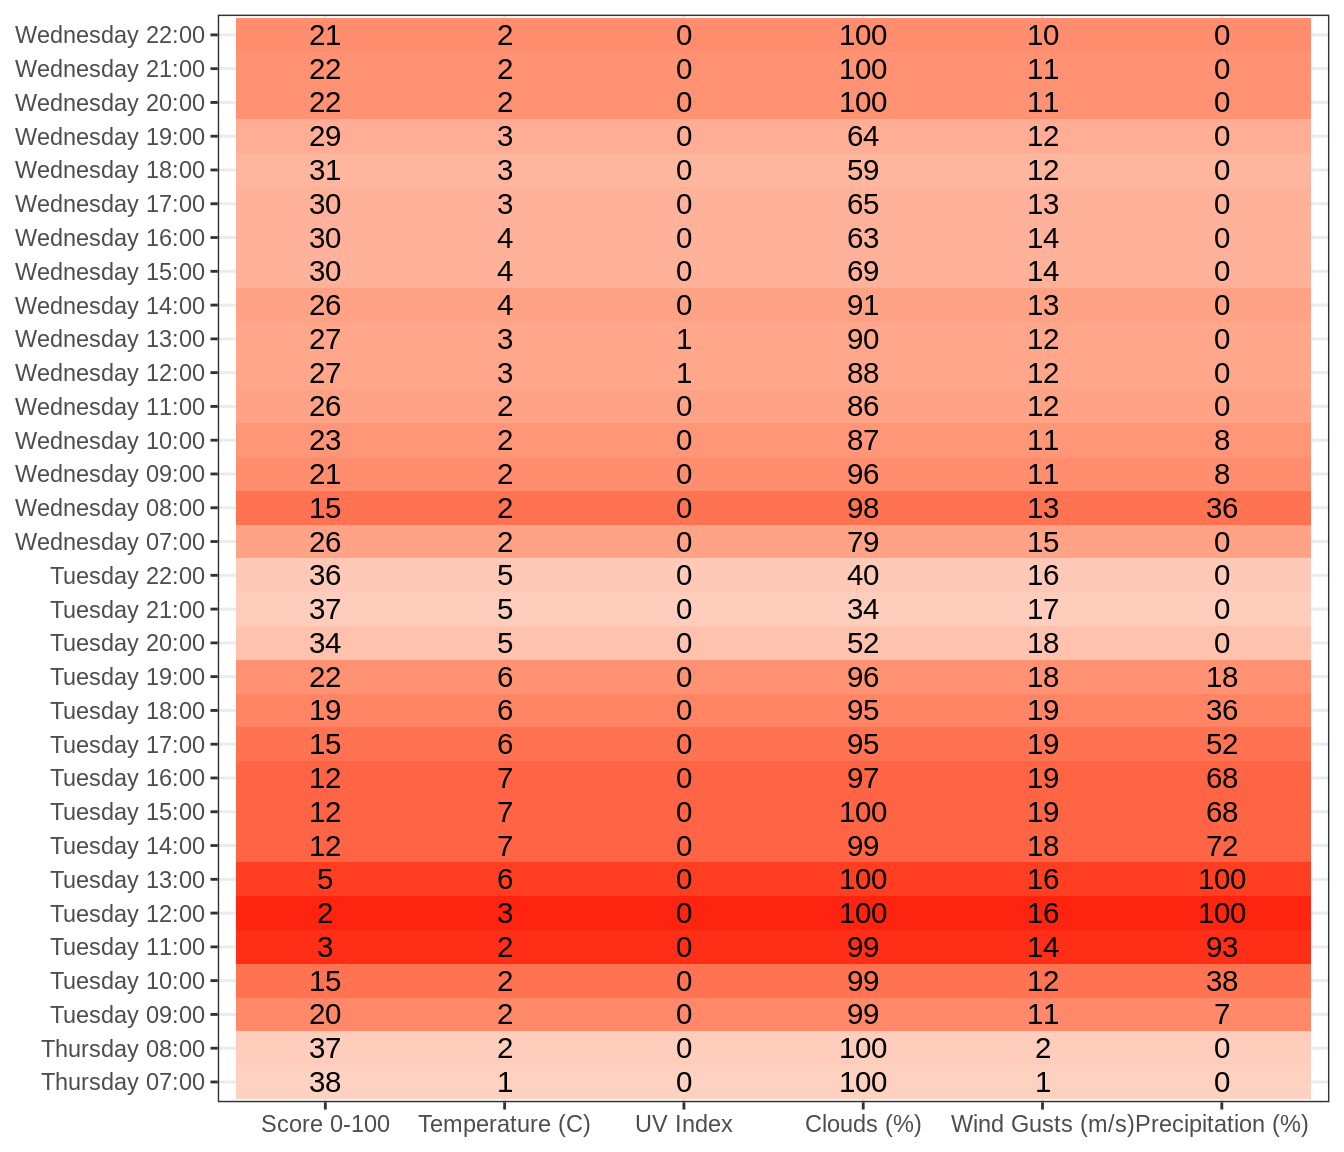 Wednesday 22:00 21 2 0 100 10 0
Wednesday 21:00 22 2 0 100 11 0
Wednesday 20:00 22 2 0 100 11 0
Wednesday 19:00 29 3 0 64 12 0
Wednesday 18:00 31 3 0 59 12 0
Wednesday 17:00 30 3 0 65 13 0
Wednesday 16:00 30 4 0 63 14 0
Wednesday 15:00 30 4 0 69 14 0
Wednesday 14:00 26 4 0 91 13 0
Wednesday 13:00 27 3 1 90 12 0
Wednesday 12:00 27 3 1 88 12 0
Wednesday 11:00 26 2 0 86 12 0
Wednesday 10:00 23 2 0 87 11 8
Wednesday 09:00 21 2 0 96 11 8
Wednesday 08:00 15 2 0 98 13 36
Wednesday 07:00 26 2 0 79 15 0
Tuesday 22:00 36 5 0 40 16 0
Tuesday 21:00 37 5 0 34 17 0
Tuesday 20:00 34 5 0 52 18 0
Tuesday 19:00 22 6 0 96 18 18
Tuesday 18:00 19 6 0 95 19 36
Tuesday 17:00 15 6 0 95 19 52
Tuesday 16:00 12 7 0 97 19 68
Tuesday 15:00 12 7 0 100 19 68
Tuesday 14:00 12 7 0 99 18 72
Tuesday 13:00 5 6 0 100 16 100
Tuesday 12:00 2 3 0 100 16 100
Tuesday 11:00 3 2 0 99 14 93
Tuesday 10:00 15 2 0 99 12 38
Tuesday 09:00 20 2 0 99 11 7
Thursday 08:00 37 2 0 100 2 0
Thursday 07:00 38 1 0 100 1 0
Score 0-100 Temperature (C) UV Index Clouds (%) Wind Gusts (m/s) Precipitation (%)